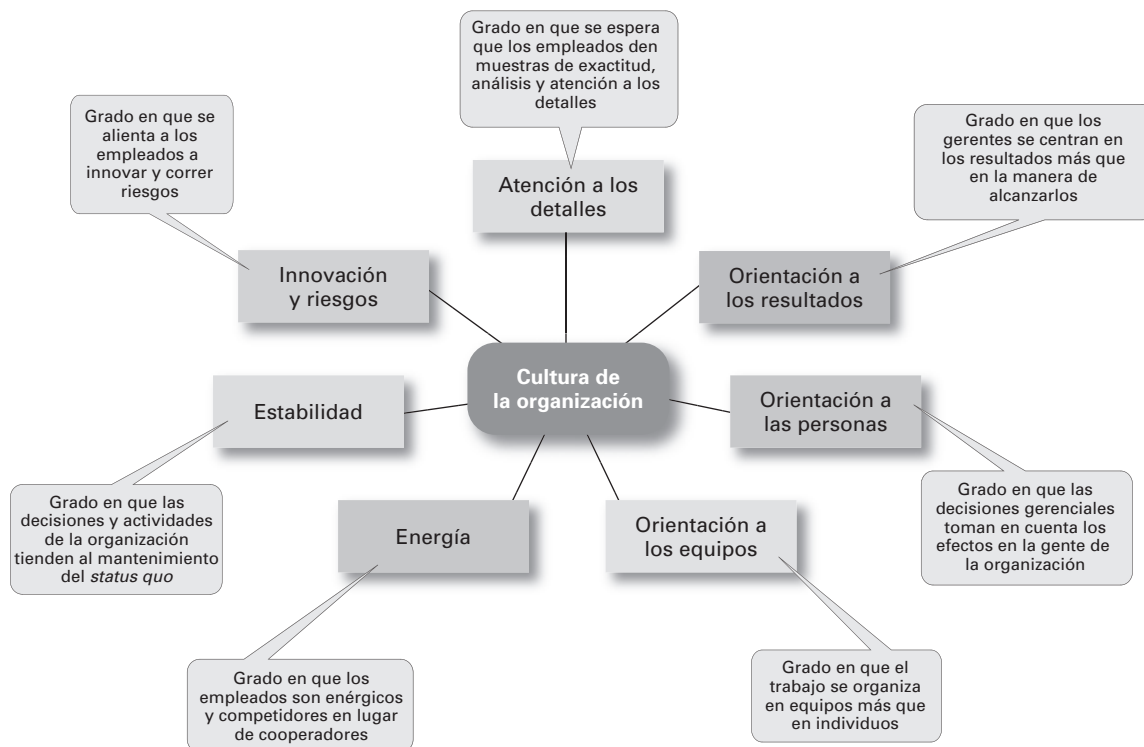 Grado en que se espera
que los empleados den
muestras de exactitud,
análisis y atención a los
detalles
Atención a los
detalles
Grado en que se
alienta a los
empleados a
innovar y correr
riesgos
Innovación
y riesgos
Grado en que los
gerentes se centran en
los resultados más que
en la manera de
alcanzarlos
Orientación a
los resultados
Cultura de
la organización
Estabilidad
Grado en que las
decisiones y actividades
de la organización
tienden al mantenimiento
del status quo
Orientación a
las personas
Grado en que las
decisiones gerenciales
toman en cuenta los
efectos en la gente de
la organización
Energía
Grado en que los
empleados son enérgicos
y competidores en lugar
de cooperadores
Orientación a
los equipos
Grado en que el
trabajo se organiza
en equipos más que
en individuos